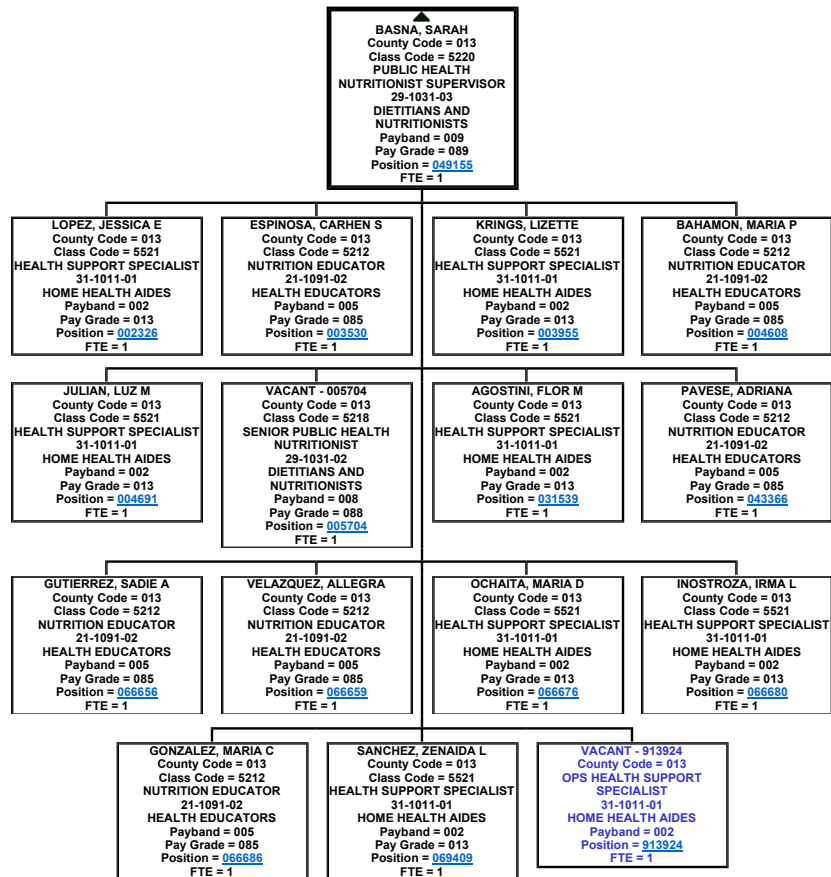 BASNA, SARAH
County Code = 013
Class Code = 5220
PUBLIC HEALTH
NUTRITIONIST SUPERVISOR
29-1031-03
DIETITIANS AND
NUTRITIONISTS
Payband = 009
Pay Grade = 089
Position = 049155
FTE = 1
LOPEZ, JESSICA E
County Code = 013
Class Code = 5521
HEALTH SUPPORT SPECIALIST
31-1011-01
HOME HEALTH AIDES
Payband = 002
Pay Grade = 013
Position = 002326
FTE = 1
ESPINOSA, CARHEN S
County Code = 013
Class Code = 5212
NUTRITION EDUCATOR
21-1091-02
HEALTH EDUCATORS
Payband = 005
Pay Grade = 085
Position = 003530
FTE = 1
KRINGS, LIZETTE
County Code = 013
Class Code = 5521
HEALTH SUPPORT SPECIALIST
31-1011-01
HOME HEALTH AIDES
Payband = 002
Pay Grade = 013
Position = 003955
FTE = 1
BAHAMON, MARIA P
County Code = 013
Class Code = 5212
NUTRITION EDUCATOR
21-1091-02
HEALTH EDUCATORS
Payband = 005
Pay Grade = 085
Position = 004608
FTE = 1
JULIAN, LUZ M
County Code = 013
Class Code = 5521
HEALTH SUPPORT SPECIALIST
31-1011-01
HOME HEALTH AIDES
Payband = 002
Pay Grade = 013
Position = 004691
FTE = 1
VACANT - 005704
County Code = 013
Class Code = 5218
SENIOR PUBLIC HEALTH
NUTRITIONIST
29-1031-02
DIETITIANS AND
NUTRITIONISTS
Payband = 008
Pay Grade = 088
Position = 005704
FTE = 1
AGOSTINI, FLOR M
County Code = 013
Class Code = 5521
HEALTH SUPPORT SPECIALIST
31-1011-01
HOME HEALTH AIDES
Payband = 002
Pay Grade = 013
Position = 031539
FTE = 1
PAVESE, ADRIANA
County Code = 013
Class Code = 5212
NUTRITION EDUCATOR
21-1091-02
HEALTH EDUCATORS
Payband = 005
Pay Grade = 085
Position = 043366
FTE = 1
GUTIERREZ, SADIE A
County Code = 013
Class Code = 5212
NUTRITION EDUCATOR
21-1091-02
HEALTH EDUCATORS
Payband = 005
Pay Grade = 085
Position = 066656
FTE = 1
VELAZQUEZ, ALLEGRA
County Code = 013
Class Code = 5212
NUTRITION EDUCATOR
21-1091-02
HEALTH EDUCATORS
Payband = 005
Pay Grade = 085
Position = 066659
FTE = 1
OCHAITA, MARIA D
County Code = 013
Class Code = 5521
HEALTH SUPPORT SPECIALIST
31-1011-01
HOME HEALTH AIDES
Payband = 002
Pay Grade = 013
Position = 066676
FTE = 1
INOSTROZA, IRMA L
County Code = 013
Class Code = 5521
HEALTH SUPPORT SPECIALIST
31-1011-01
HOME HEALTH AIDES
Payband = 002
Pay Grade = 013
Position = 066680
FTE = 1
GONZALEZ, MARIA C
County Code = 013
Class Code = 5212
NUTRITION EDUCATOR
21-1091-02
HEALTH EDUCATORS
Payband = 005
Pay Grade = 085
Position = 066686
FTE = 1
SANCHEZ, ZENAIDA L
County Code = 013
Class Code = 5521
HEALTH SUPPORT SPECIALIST
31-1011-01
HOME HEALTH AIDES
Payband = 002
Pay Grade = 013
Position = 069409
FTE = 1
VACANT - 913924
County Code = 013
OPS HEALTH SUPPORT
SPECIALIST
31-1011-01
HOME HEALTH AIDES
Payband = 002
Position = 913924
FTE = 1